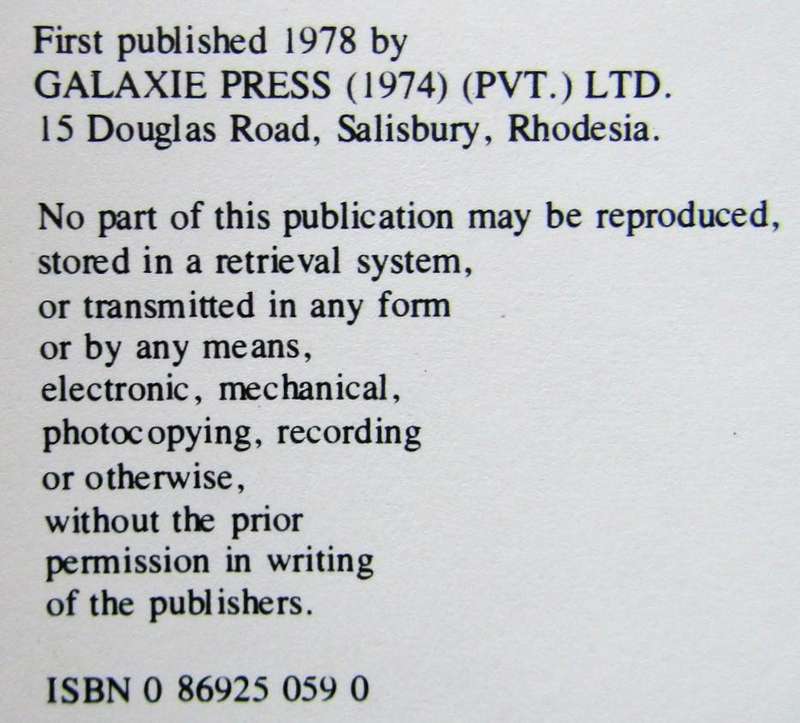 First published 1978 by
GALAXIE PRESS (1974) (PVT.) LTD.
15 Douglas Road, Salisbury, Rhodesia.
No part of this publication may be reproduced,
stored in a retrieval system,
or transmitted in any form
or by any means,
electronic, mechanical,
photocopying, recording
or otherwise,
without the prior
permission in writing
of the publishers.
ISBN 0 86925 059 0